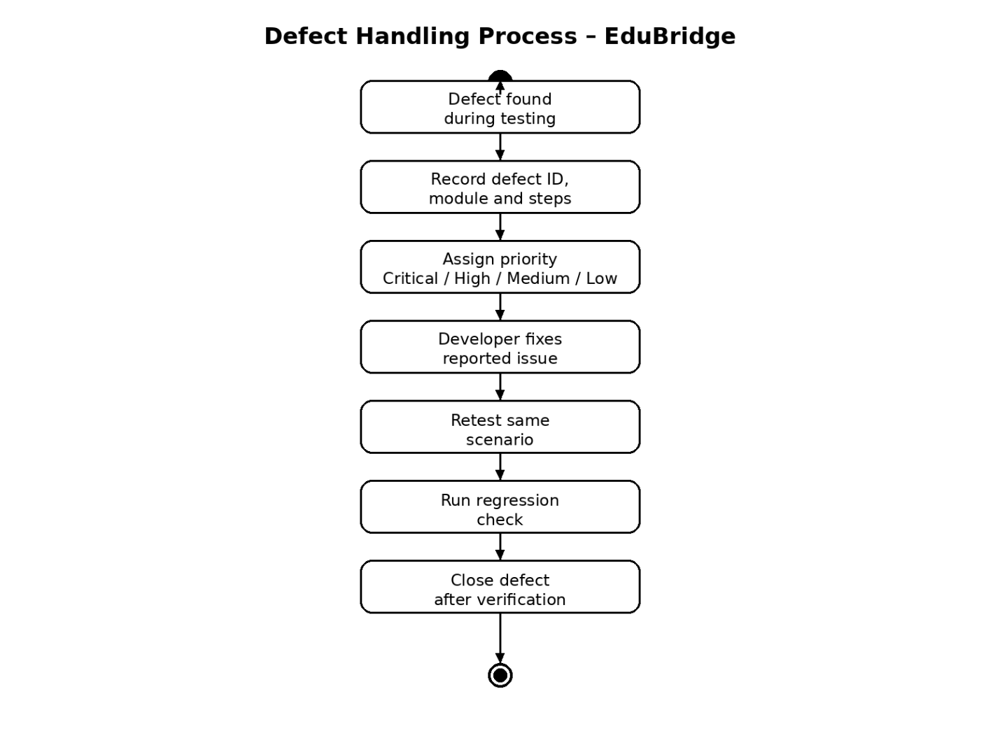 Defect Handling Process – EduBridge
Defect found
during testing
Record defect ID,
module and steps
Assign priority
Critical / High / Medium / Low
Developer fixes
reported issue
Retest same
scenario
Run regression
check
Close defect
after verification